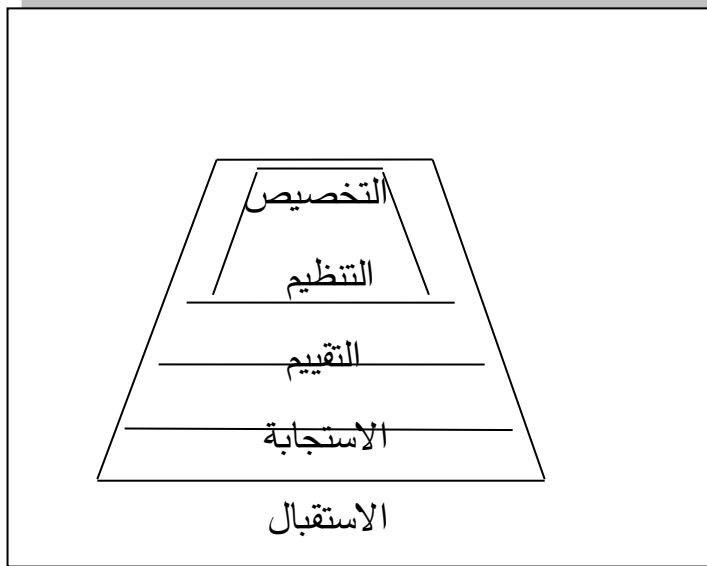 التخصيص
التنظيم
التقييم
الاستجابة
الاستقبال